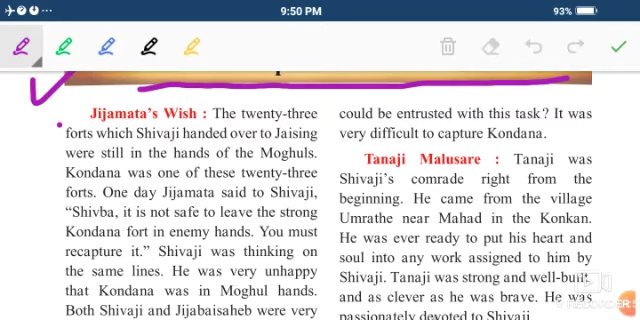 9:50 PM
93%
Jijamata's Wish : The twenty-three
forts which Shivaji handed over to Jaising
were still in the hands of the Moghuls.
Kondana was one of these twenty-three
forts. One day Jijamata said to Shivaji,
“Shivba, it is not safe to leave the strong
Kondana fort in enemy hands. You must
recapture it.” Shivaji was thinking on
the same lines. He was very unhappy
that Kondana was in Moghul hands.
Both Shivaji and Jijabaisaheb were very
could be entrusted with this task? It was
very difficult to capture Kondana.
Tanaji Malusare : Tanaji was
Shivaji's comrade right from the
beginning. He came from the village
Umrathe near Mahad in the Konkan.
He was ever ready to put his heart and
soul into any work assigned to him by
Shivaji. Tanaji was strong and well-built,
and as clever as he was brave. He was
passionately devoted to Shivaji